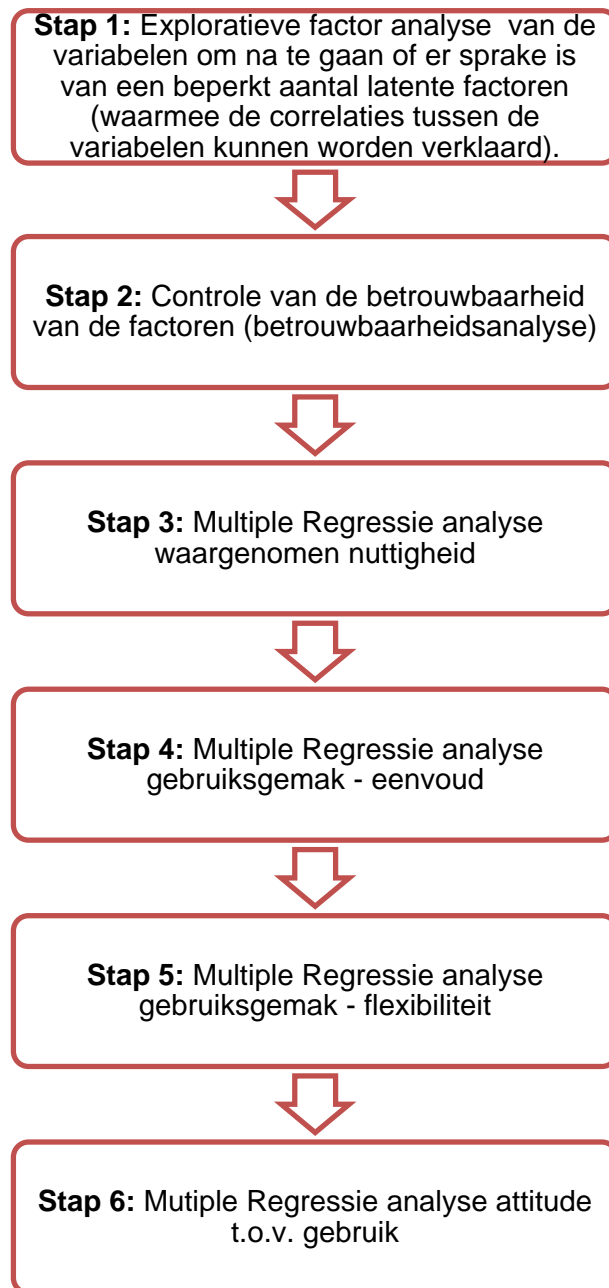 Stap 1: Exploratieve factor analyse  van de
variabelen om na te gaan of er sprake is
van een beperkt aantal latente factoren
(waarmee de correlaties tussen de
variabelen kunnen worden verklaard).
Stap 2: Controle van de betrouwbaarheid
van de factoren (betrouwbaarheidsanalyse)
Stap 3: Multiple Regressie analyse
waargenomen nuttigheid
Stap 4: Multiple Regressie analyse
gebruiksgemak - eenvoud
Stap 5: Multiple Regressie analyse
gebruiksgemak - flexibiliteit
Stap 6: Mutiple Regressie analyse attitude
t.o.v. gebruik